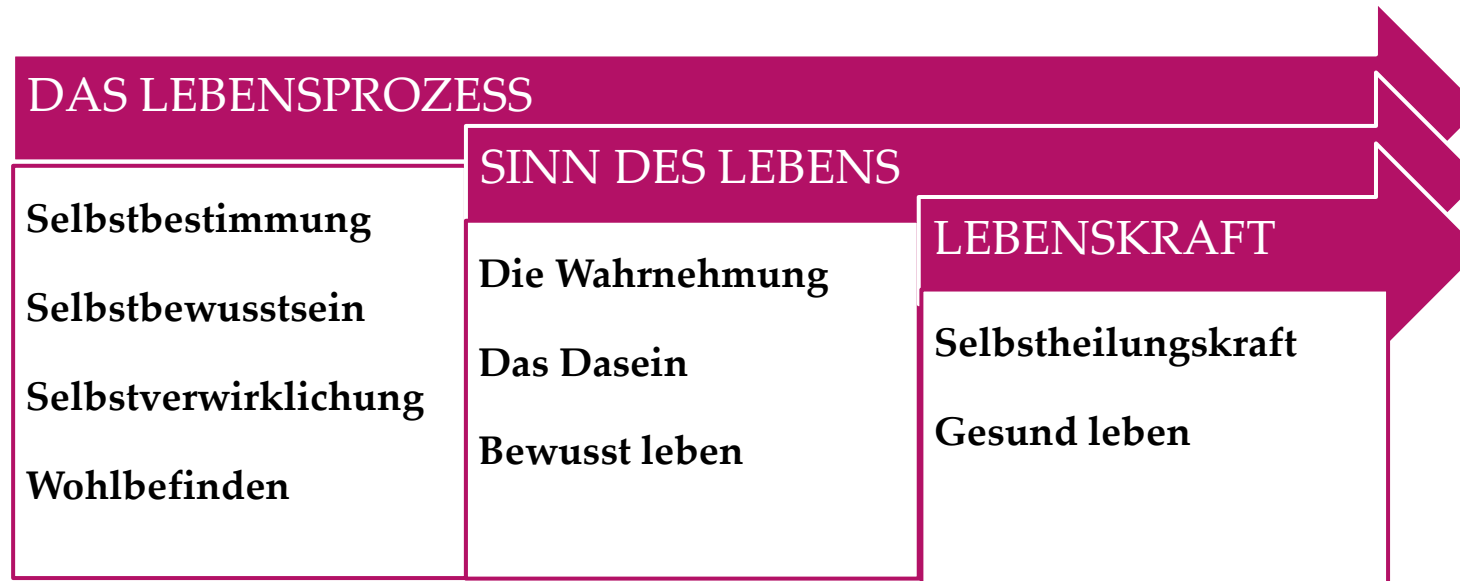 DAS LEBENSPROZESS
Selbstbestimmung
Selbstbewusstsein
Selbstverwirklichung
Wohlbefinden
SINN DES LEBENS
Die Wahrnehmung
Das Dasein
Bewusst leben
LEBENSKRAFT
Selbstheilungskraft
Gesund leben